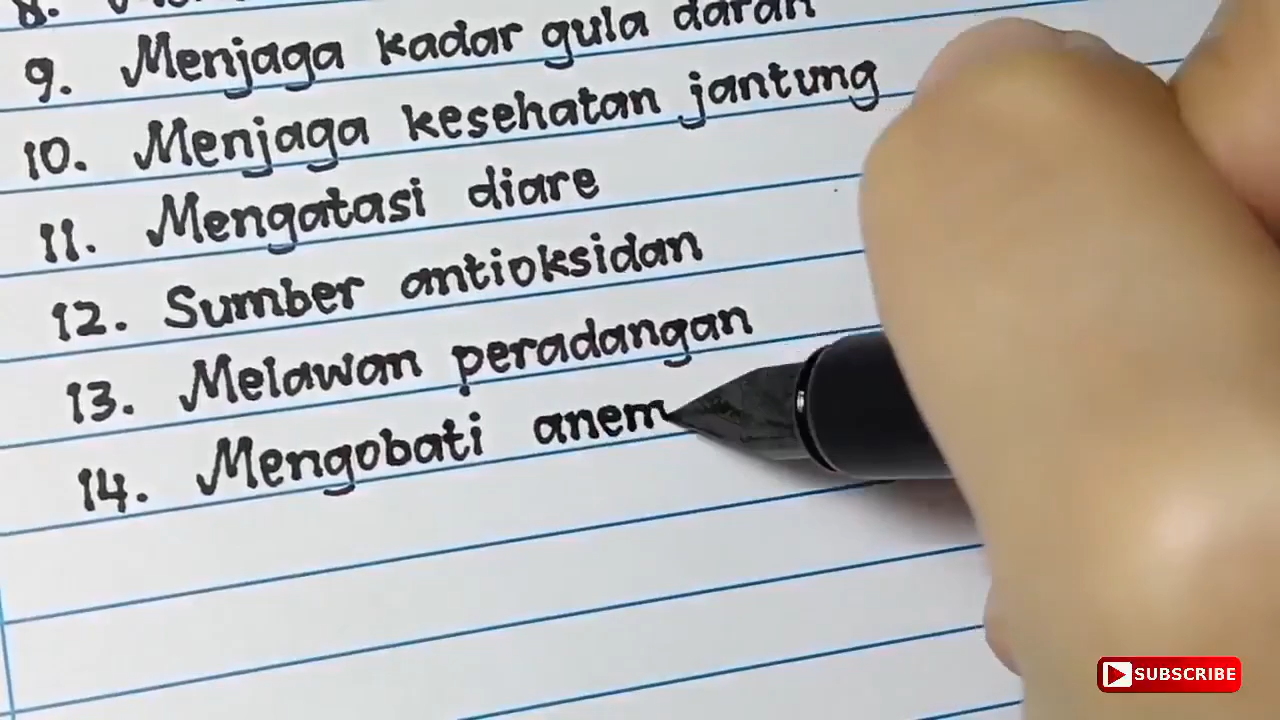 8.
9. Menjaga kadar gula darah
10. Menjaga kesehatan jantung
11. Mengatasi diare
12. Sumber antioksidan
13. Melawan peradangan
14. Mengobati anem
SUBSCRIBE